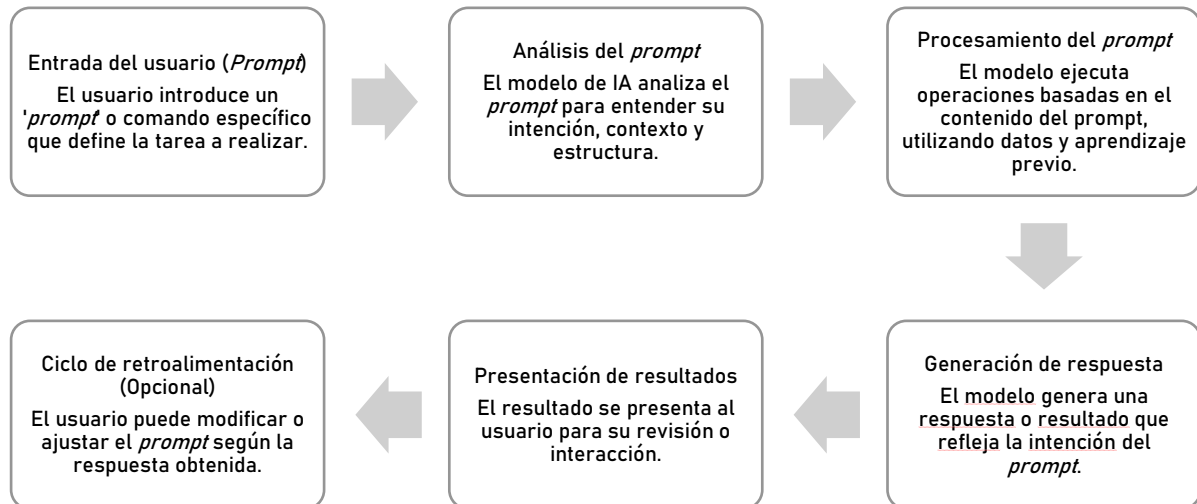 Entrada del usuario (Prompt)
El usuario introduce un
'prompt' o comando específico
que define la tarea a realizar.
Análisis del prompt
El modelo de IA analiza el
prompt para entender su
intención, contexto y
estructura.
Procesamiento del prompt
El modelo ejecuta
operaciones basadas en el
contenido del prompt,
utilizando datos y aprendizaje
previo.
Generación de respuesta
El modelo genera una
respuesta o resultado que
refleja la intención del
prompt.
Presentación de resultados
El resultado se presenta al
usuario para su revisión o
interacción.
Ciclo de retroalimentación
(Opcional)
El usuario puede modificar o
ajustar el prompt según la
respuesta obtenida.